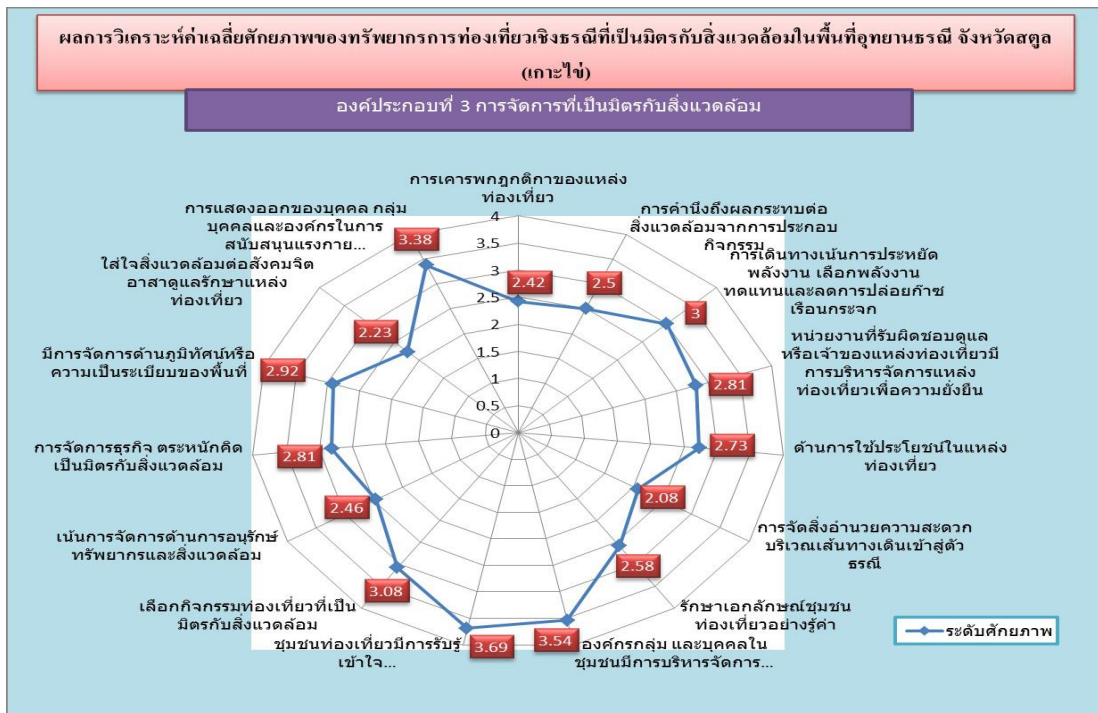 ผลการวิเคราะห์ค่าเฉลี่ยศักยภาพของทรัพยากรการท่องเที่ยวเชิงธรณีที่เป็นมิตรกับสิ่งแวดล้อมในพื้นที่อุทยานธรณี จังหวัดสตูล
(เกาะไข่)
องค์ประกอบที่ 3 การจัดการที่เป็นมิตรกับสิ่งแวดล้อม
การเคารพกฎกติกาของแหล่ง
ท่องเที่ยว
การคำนึงถึงผลกระทบต่อ
สิ่งแวดล้อมจากการประกอบ
กิจกรรม
การเดินทางเน้นการประหยัด
พลังงาน เลือกพลังงาน
ทดแทนและลดการปล่อยก๊าซ
เรือนกระจก
หน่วยงานที่รับผิดชอบดูแล
หรือเจ้าของแหล่งท่องเที่ยวมี
การบริหารจัดการแหล่ง
ท่องเที่ยวเพื่อความยั่งยืน
ด้านการใช้ประโยชน์ในแหล่ง
ท่องเที่ยว
การจัดสิ่งอำนวยความสะดวก
บริเวณเส้นทางเดินเข้าสู่ตัว
ธรณี
รักษาเอกลักษณ์ชุมชน
ท่องเที่ยวอย่างรู้ค่า
องค์กรกลุ่ม และบุคคลใน
ชุมชนมีการบริหารจัดการ...
ชุมชนท่องเที่ยวมีการรับรู้
เข้าใจ...
เลือกกิจกรรมท่องเที่ยวที่เป็น
มิตรกับสิ่งแวดล้อม
เน้นการจัดการด้านการอนุรักษ์
ทรัพยากรและสิ่งแวดล้อม
การจัดการธุรกิจ ตระหนักคิด
เป็นมิตรกับสิ่งแวดล้อม
มีการจัดการด้านภูมิทัศน์หรือ
ความเป็นระเบียบของพื้นที่
ใส่ใจสิ่งแวดล้อมต่อสังคมจิต
อาสาดูแลรักษาแหล่ง
ท่องเที่ยว
การแสดงออกของบุคคล กลุ่ม
บุคคลและองค์กรในการ
สนับสนุนแรงกาย...
4
3.5
3
2.5
2
1.5
1
0.5
0
2.42
2.5
3
2.81
2.73
2.08
2.58
3.54
3.69
3.08
2.46
2.81
2.92
2.23
3.38
ระดับศักยภาพ